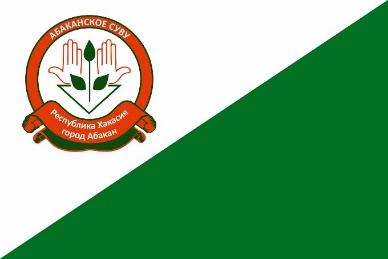 АБАКАНСКОЕ СУВУ
Республика Хакасия
город Абакан